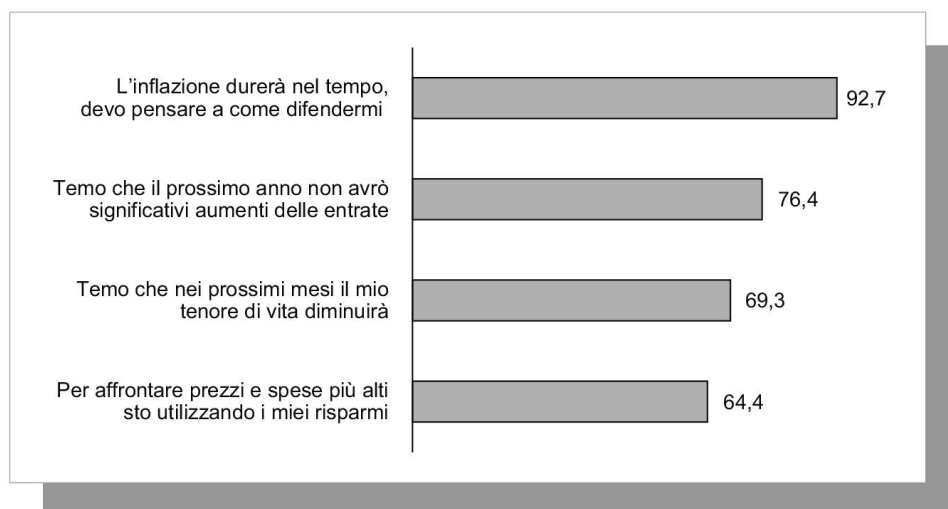 L'inflazione durerà nel tempo,
devo pensare a come difendermi
92,7
Temo che il prossimo anno non avrò
significativi aumenti delle entrate
76,4
Temo che nei prossimi mesi il mio
tenore di vita diminuirà
69,3
Per affrontare prezzi e spese più alti
sto utilizzando i miei risparmi
64,4